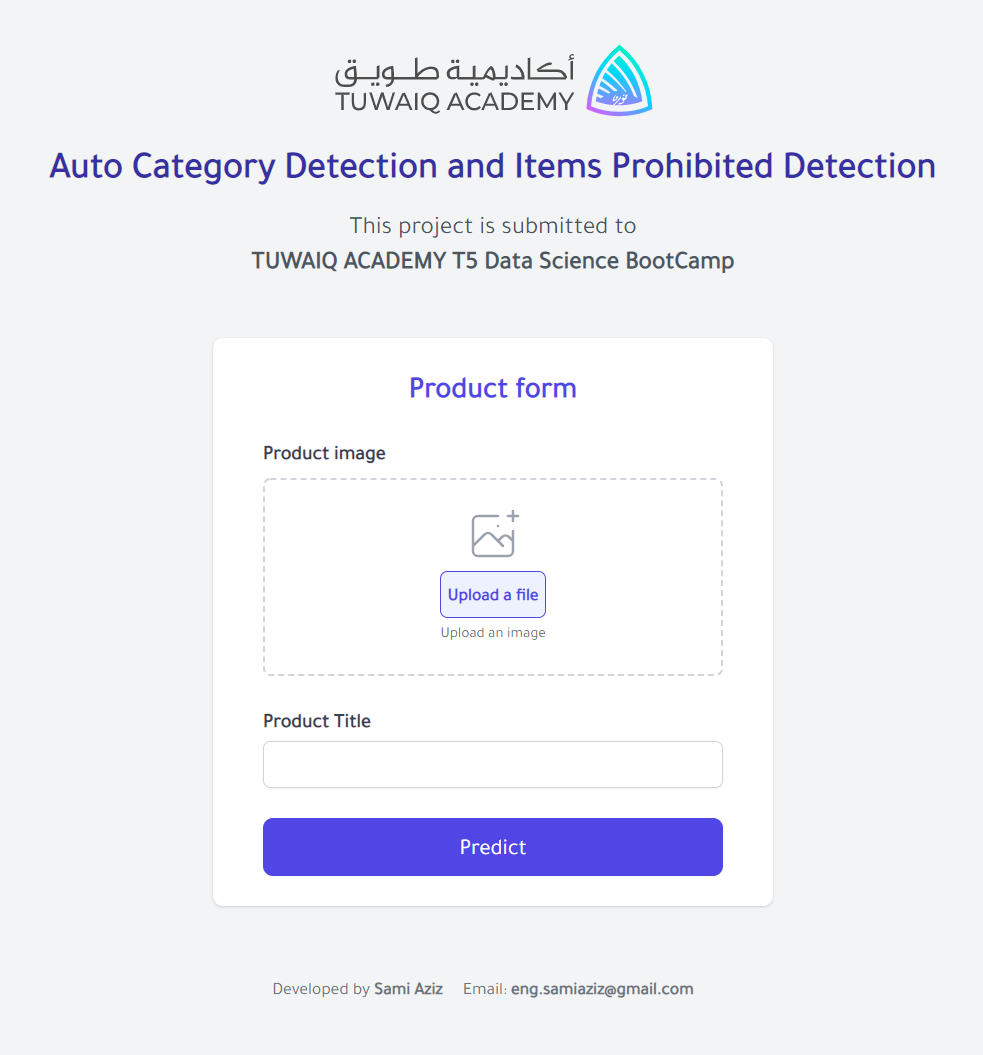 أكاديمية طويق
TUWAIQ ACADEMY
Auto Category Detection and Items Prohibited Detection
This project is submitted to
TUWAIQ ACADEMY T5 Data Science BootCamp
Product form
Product image
Upload a file
Upload an image
Product Title
Predict
Developed by Sami Aziz Email: eng.samiaziz@gmail.com